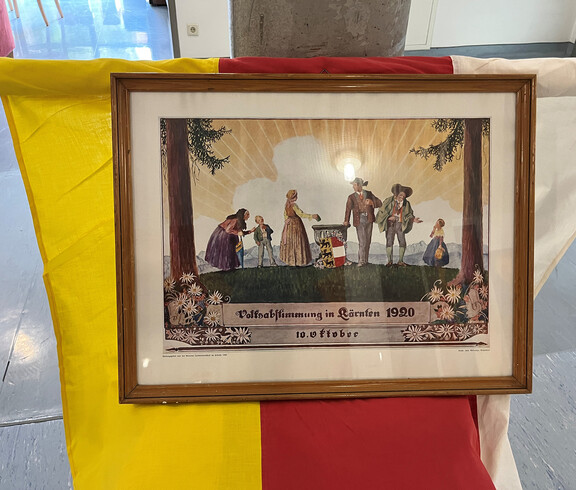 Volksabstimmung in Kärnten 1920
10. Oktober